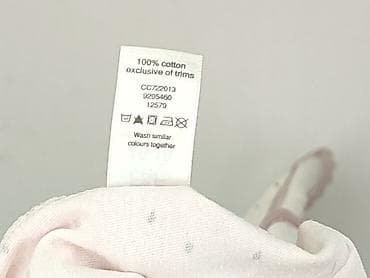 100% cotton
exclusive of trims
CC722013
9205460
12579
Wash similar
colours together